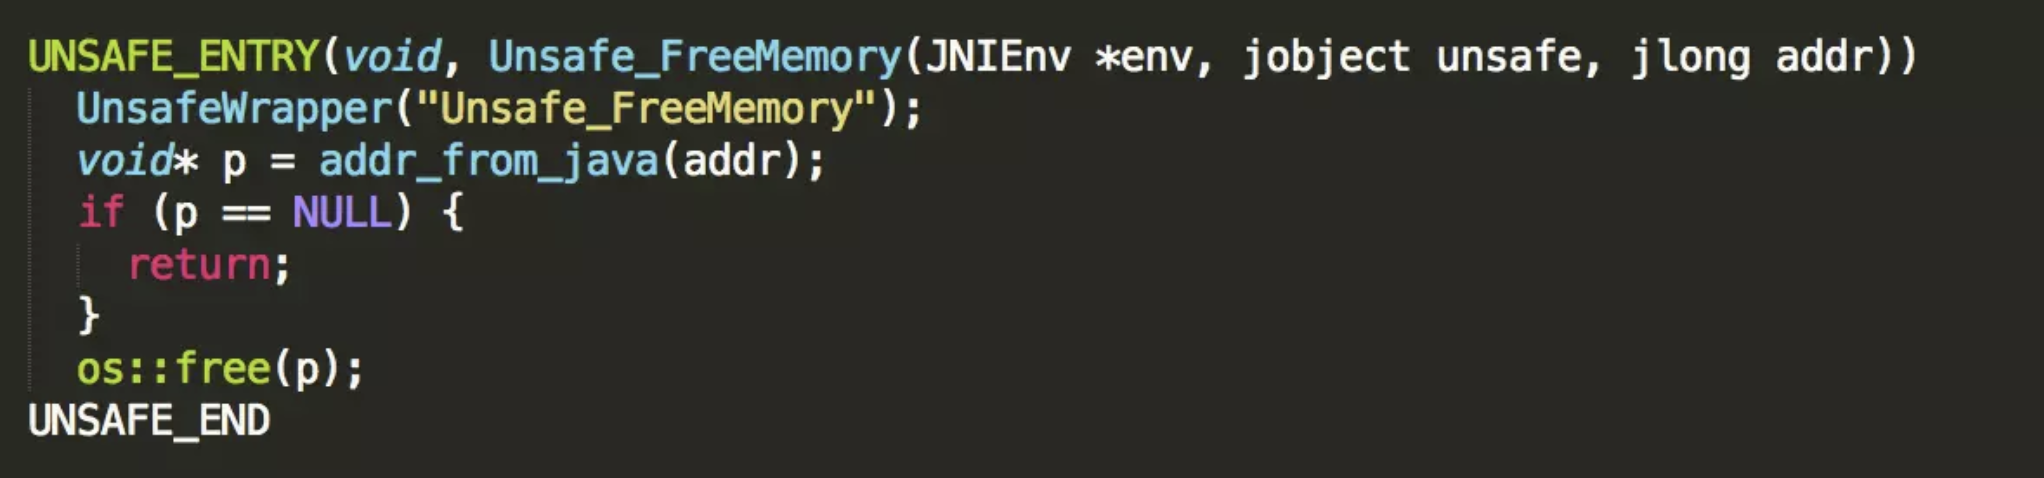 UNSAFE_ENTRY(void, Unsafe_FreeMemory(JNIEnv *env, jobject unsafe, jlong addr))
  UnsafeWrapper("Unsafe_FreeMemory");
  void* p = addr_from_java(addr);
  if (p == NULL) {
    return;
  }
  os::free(p);
UNSAFE_END